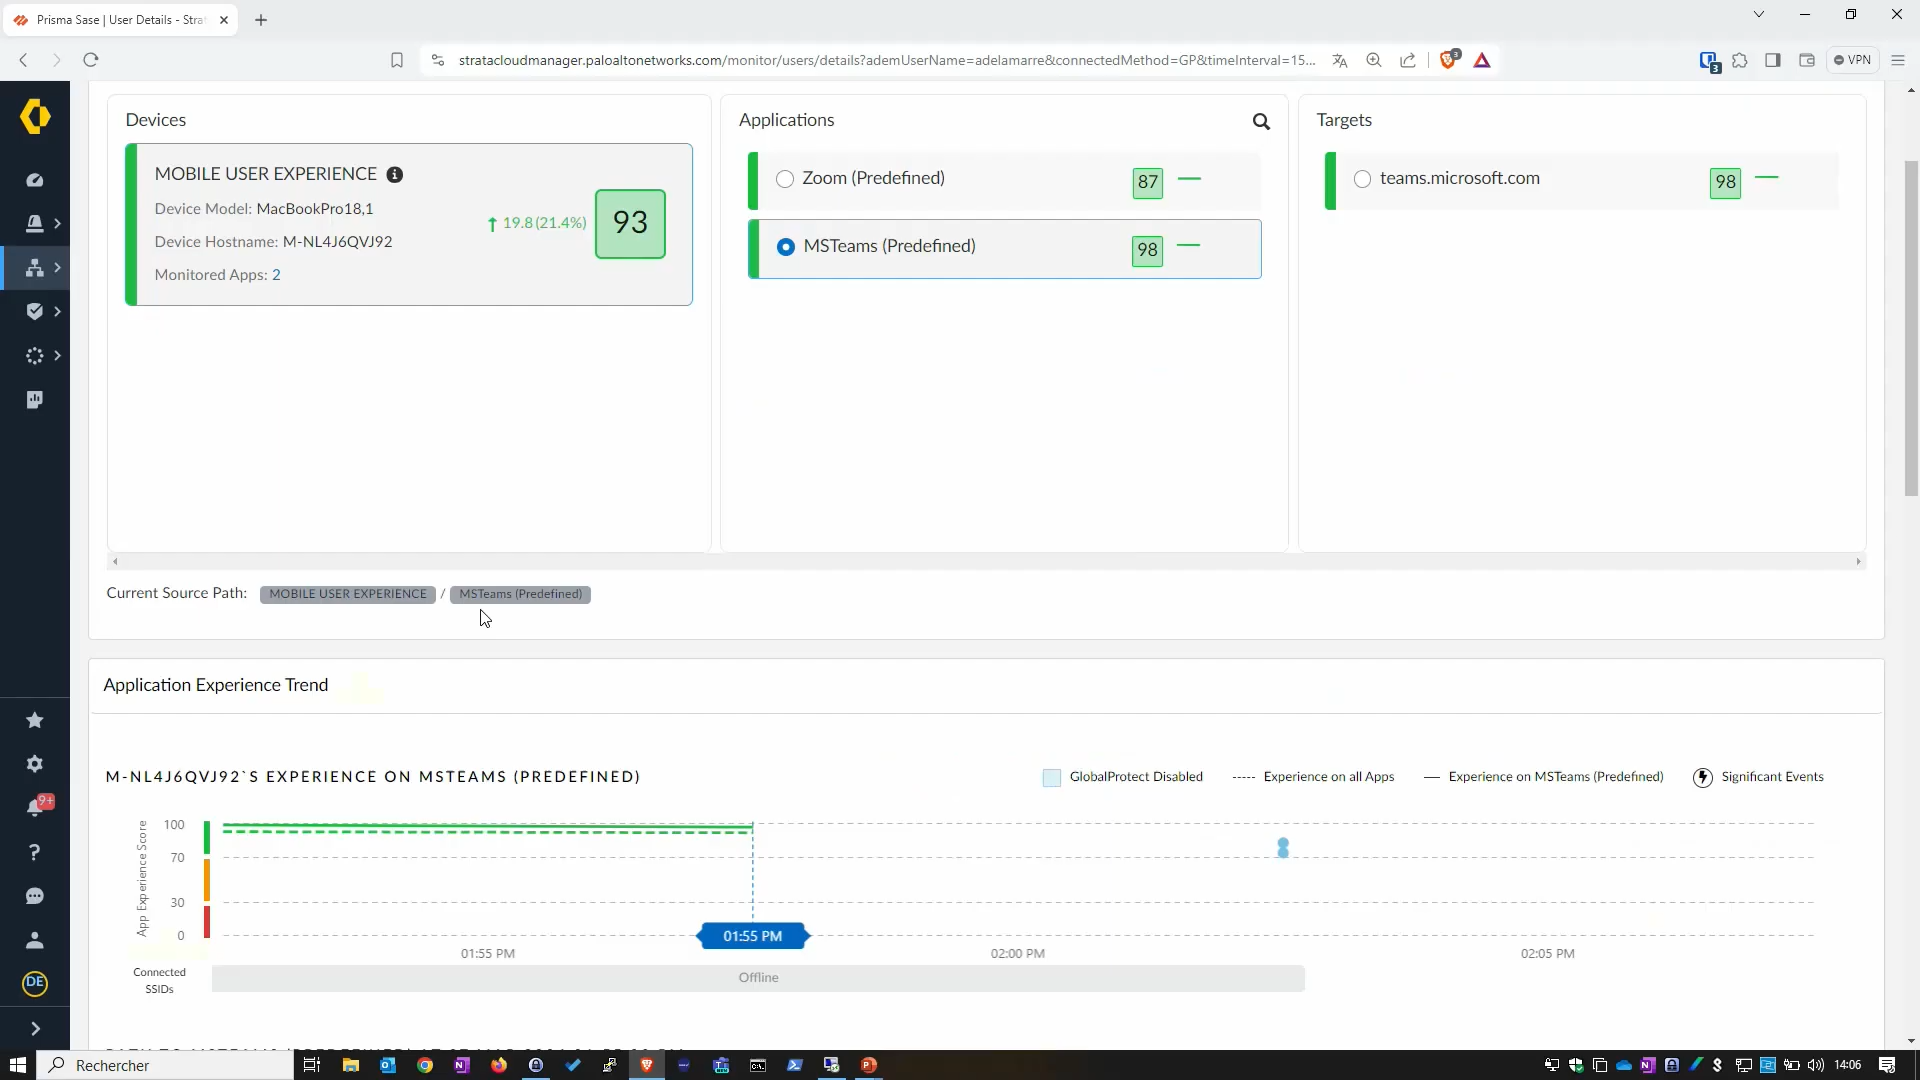 Prisma Sase | User Details - Strat
stratacloudmanager.paloaltonetworks.com/monitor/users/details?ademUserName=adelamarre&connectedMethod=GP&timeInterval=15...
3
3
VPN
Devices
MOBILE USER EXPERIENCE
Device Model: MacBookPro18,1
Device Hostname: M-NL4J6QVJ92
Monitored Apps: 2
19.8(21.4%)
93
Applications
Zoom (Predefined)
87
MSTeams (Predefined)
98
Targets
teams.microsoft.com
98
Current Source Path: MOBILE USER EXPERIENCE / MSTeams (Predefined)
Application Experience Trend
M-NL4J6QVJ92`S EXPERIENCE ON MSTEAMS (PREDEFINED)
GlobalProtect Disabled
Experience on all Apps
Experience on MSTeams (Predefined)
Significant Events
App Experience Score
100
70
30
0
01:55 PM
01:55 PM
02:00 PM
02:05 PM
Connected
SSIDs
Offline
9+
DE
Rechercher
14:06